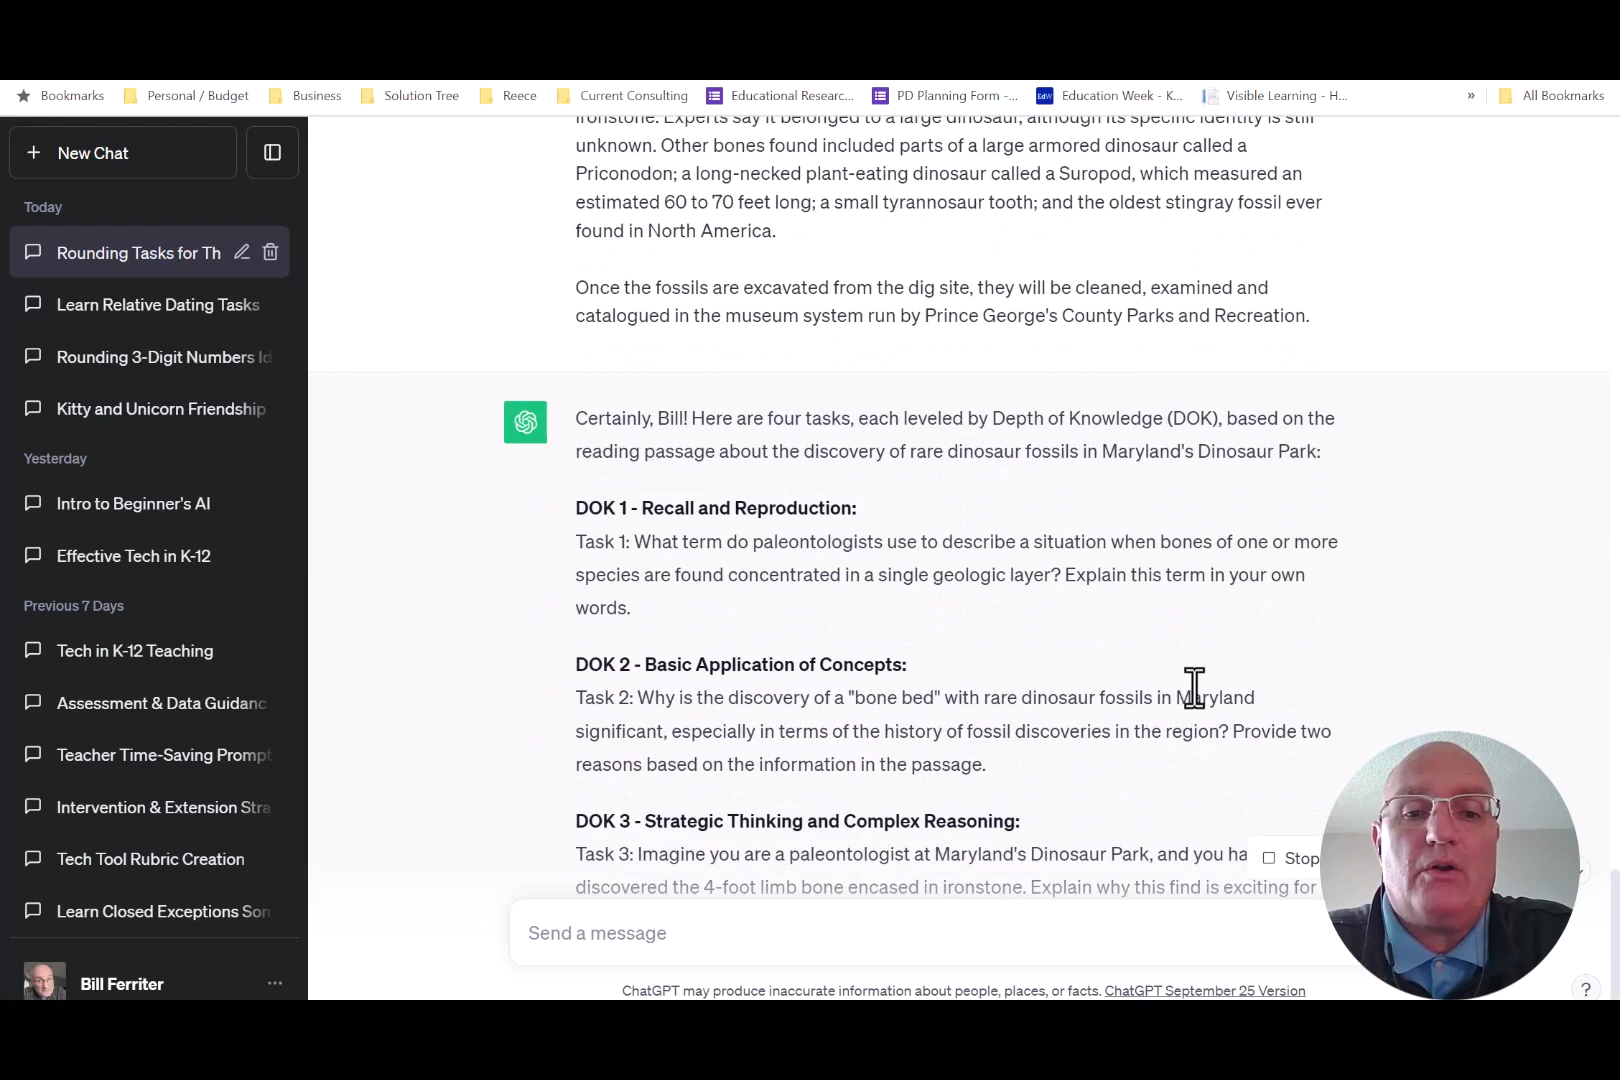 Bookmarks Personal / Budget Business Solution Tree Reece Current Consulting Educational Researc... PD Planning Form -... EdW Education Week - K... Visible Learning - H... » All Bookmarks
+ New Chat
Today
Rounding Tasks for Th
Learn Relative Dating Tasks
Rounding 3-Digit Numbers Id
Kitty and Unicorn Friendship
Yesterday
Intro to Beginner's AI
Effective Tech in K-12
Previous 7 Days
Tech in K-12 Teaching
Assessment & Data Guidanc
Teacher Time-Saving Prompt
Intervention & Extension Stra
Tech Tool Rubric Creation
Learn Closed Exceptions Son
Bill Ferriter ...
ironstone. Experts say it belonged to a large dinosaur, although its specific identity is still
unknown. Other bones found included parts of a large armored dinosaur called a
Priconodon; a long-necked plant-eating dinosaur called a Suropod, which measured an
estimated 60 to 70 feet long; a small tyrannosaur tooth; and the oldest stingray fossil ever
found in North America.
Once the fossils are excavated from the dig site, they will be cleaned, examined and
catalogued in the museum system run by Prince George's County Parks and Recreation.
Certainly, Bill! Here are four tasks, each leveled by Depth of Knowledge (DOK), based on the
reading passage about the discovery of rare dinosaur fossils in Maryland's Dinosaur Park:
DOK 1 - Recall and Reproduction:
Task 1: What term do paleontologists use to describe a situation when bones of one or more
species are found concentrated in a single geologic layer? Explain this term in your own
words.
DOK 2 - Basic Application of Concepts:
Task 2: Why is the discovery of a "bone bed" with rare dinosaur fossils in Maryland
significant, especially in terms of the history of fossil discoveries in the region? Provide two
reasons based on the information in the passage.
DOK 3 - Strategic Thinking and Complex Reasoning:
Task 3: Imagine you are a paleontologist at Maryland's Dinosaur Park, and you ha
Stop
discovered the 4-foot limb bone encased in ironstone. Explain why this find is exciting for
Send a message
ChatGPT may produce inaccurate information about people, places, or facts. ChatGPT September 25 Version
?